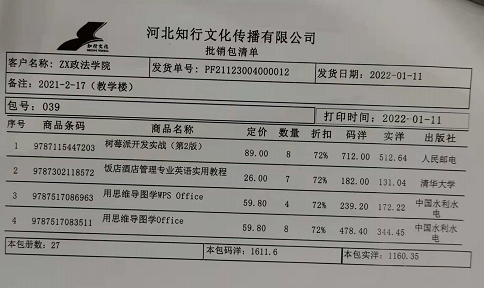 知行文化
河北知行文化传播有限公司
批销包清单
客户名称: ZX政法学院 发货单号: PF21123004000012 发货日期: 2022-01-11
备注: 2021-2-17（教学楼）
包号: 039 打印时间: 2022-01-11
序号 商品条码 商品名称 定价 数量 折扣 码洋 实洋 出版社
1 9787115447203 树莓派开发实战（第2版） 89.00 8 72% 712.00 512.64 人民邮电
2 9787302118572 饭店酒店管理专业英语实用教程 26.00 7 72% 182.00 131.04 清华大学
3 9787517086963 用思维导图学WPS Office 59.80 4 72% 239.20 172.22 中国水利水电
4 9787517083511 用思维导图学Office 59.80 8 72% 478.40 344.45 中国水利水电
本包册数: 27 本包码洋: 1611.6 本包实洋: 1160.35